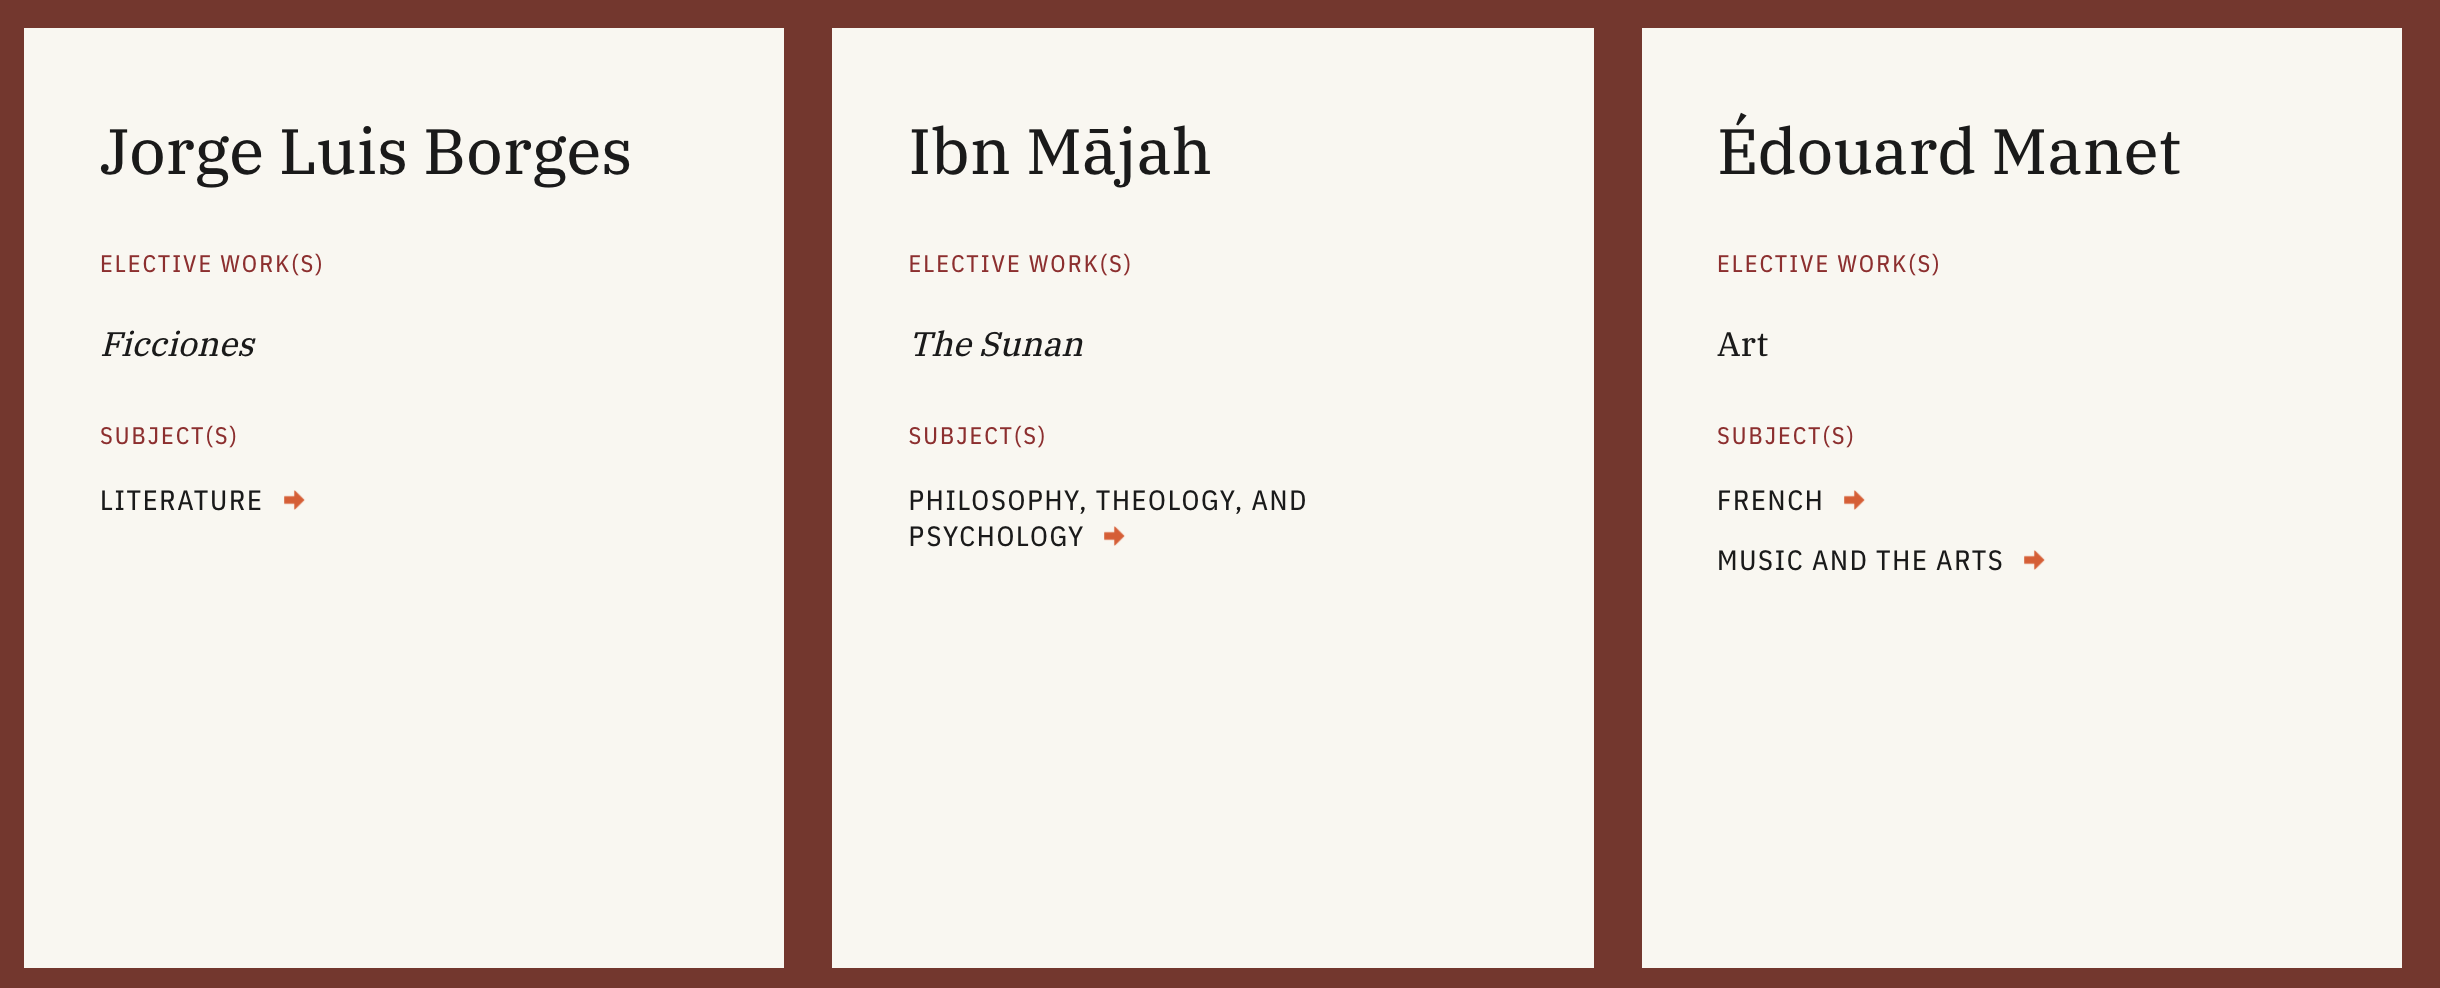 Jorge Luis Borges
ELECTIVE WORK(S)
Ficciones
SUBJECT(S)
LITERATURE
Ibn Mājah
ELECTIVE WORK(S)
The Sunan
SUBJECT(S)
PHILOSOPHY, THEOLOGY, AND
PSYCHOLOGY
Édouard Manet
ELECTIVE WORK(S)
Art
SUBJECT(S)
FRENCH
MUSIC AND THE ARTS